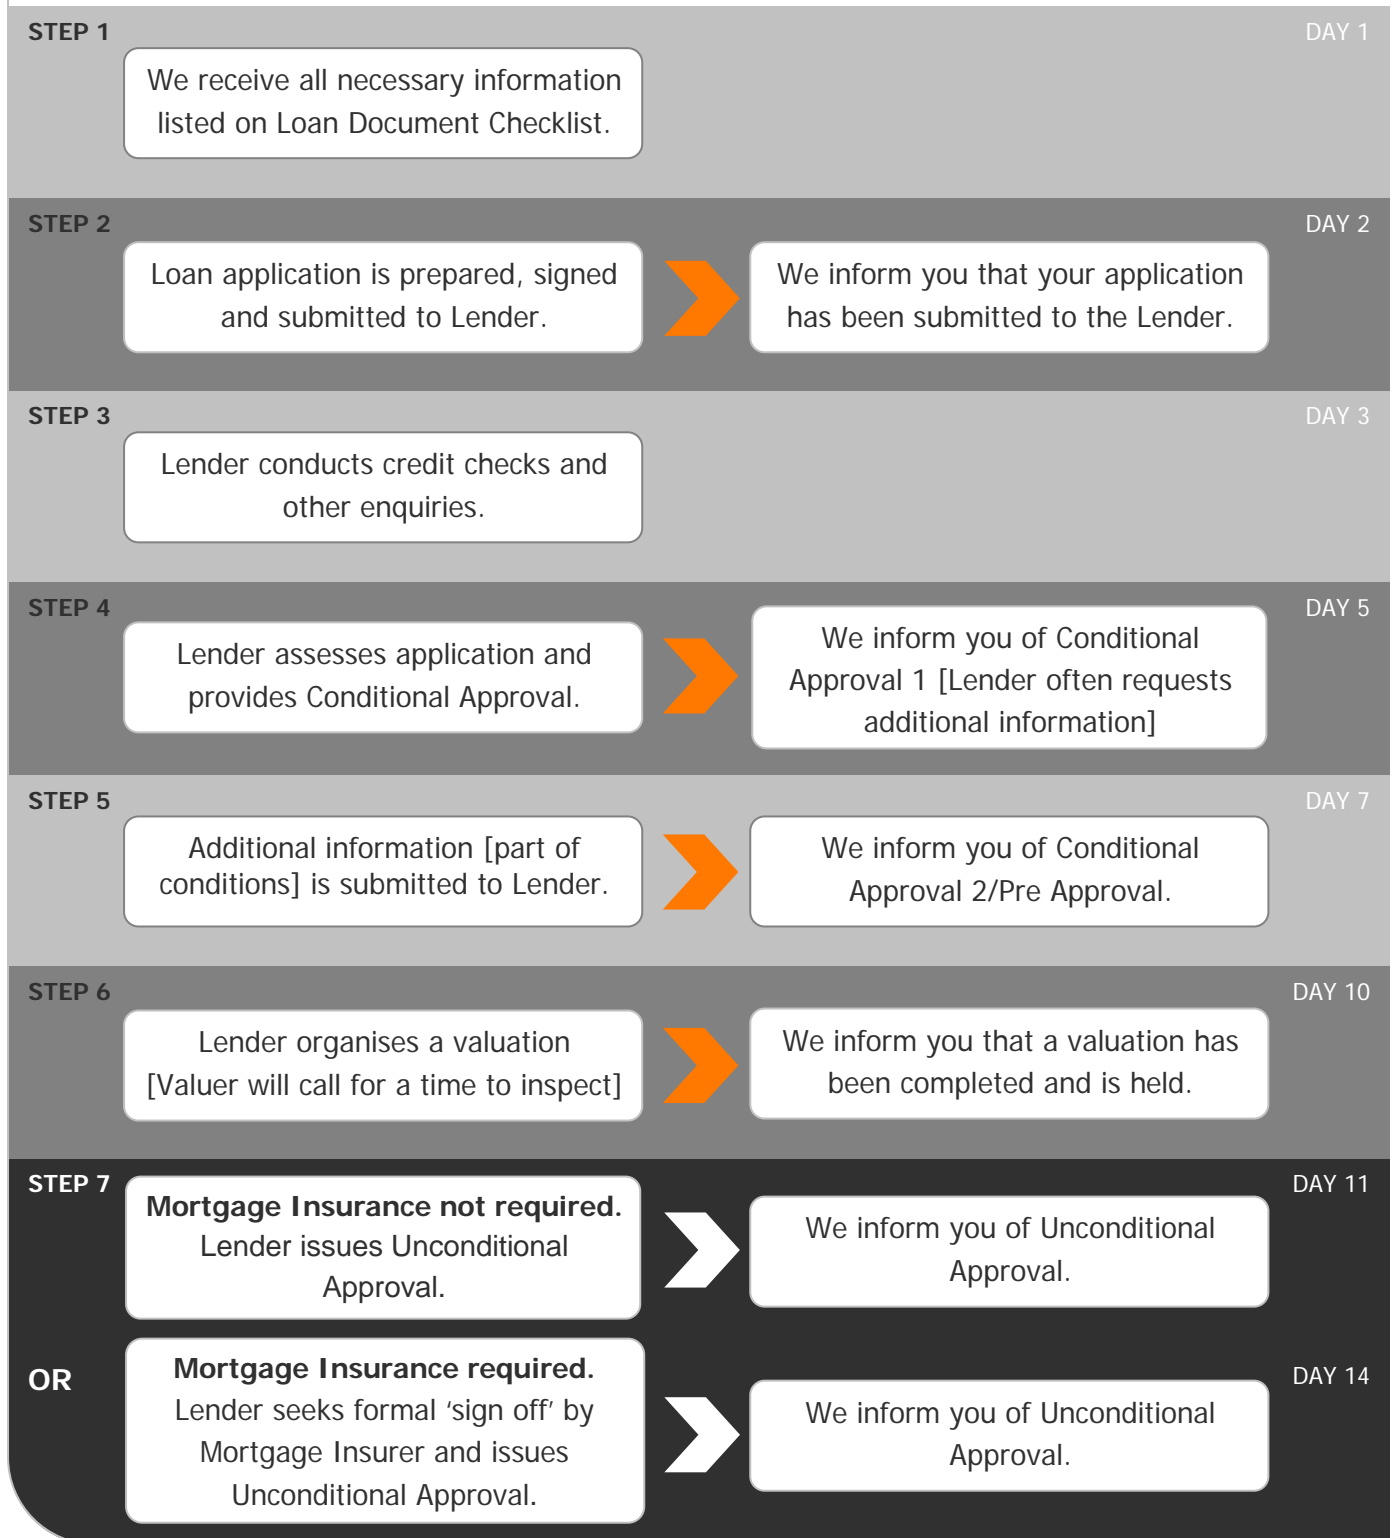 STEP 1
DAY 1
We receive all necessary information
listed on Loan Document Checklist.
STEP 2
DAY 2
Loan application is prepared, signed
and submitted to Lender.
We inform you that your application
has been submitted to the Lender.
STEP 3
DAY 3
Lender conducts credit checks and
other enquiries.
STEP 4
DAY 5
Lender assesses application and
provides Conditional Approval.
We inform you of Conditional
Approval 1 [Lender often requests
additional information]
STEP 5
DAY 7
Additional information [part of
conditions] is submitted to Lender.
We inform you of Conditional
Approval 2/Pre Approval.
STEP 6
DAY 10
Lender organises a valuation
[Valuer will call for a time to inspect]
We inform you that a valuation has
been completed and is held.
STEP 7
DAY 11
Mortgage Insurance not required.
Lender issues Unconditional
Approval.
We inform you of Unconditional
Approval.
OR
DAY 14
Mortgage Insurance required.
Lender seeks formal ‘sign off’ by
Mortgage Insurer and issues
Unconditional Approval.
We inform you of Unconditional
Approval.